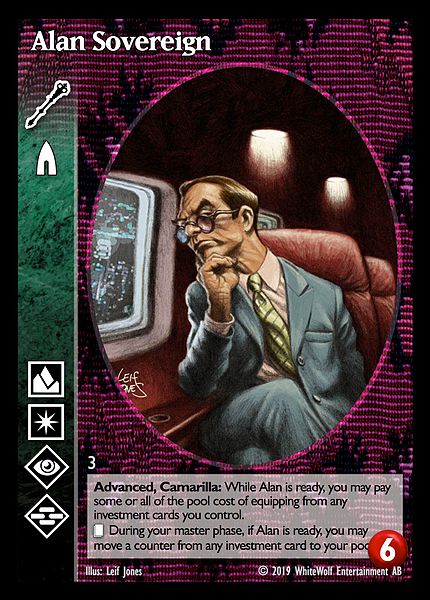 Alan Sovereign
LEIF
JONES
3
Advanced, Camarilla: While Alan is ready, you may pay
some or all of the pool cost of equipping from any
investment cards you control.
During your master phase, if Alan is ready, you may
move a counter from any investment card to your
6
Illus: Leif Jones
© 2019 WhiteWolf Entertainment AB